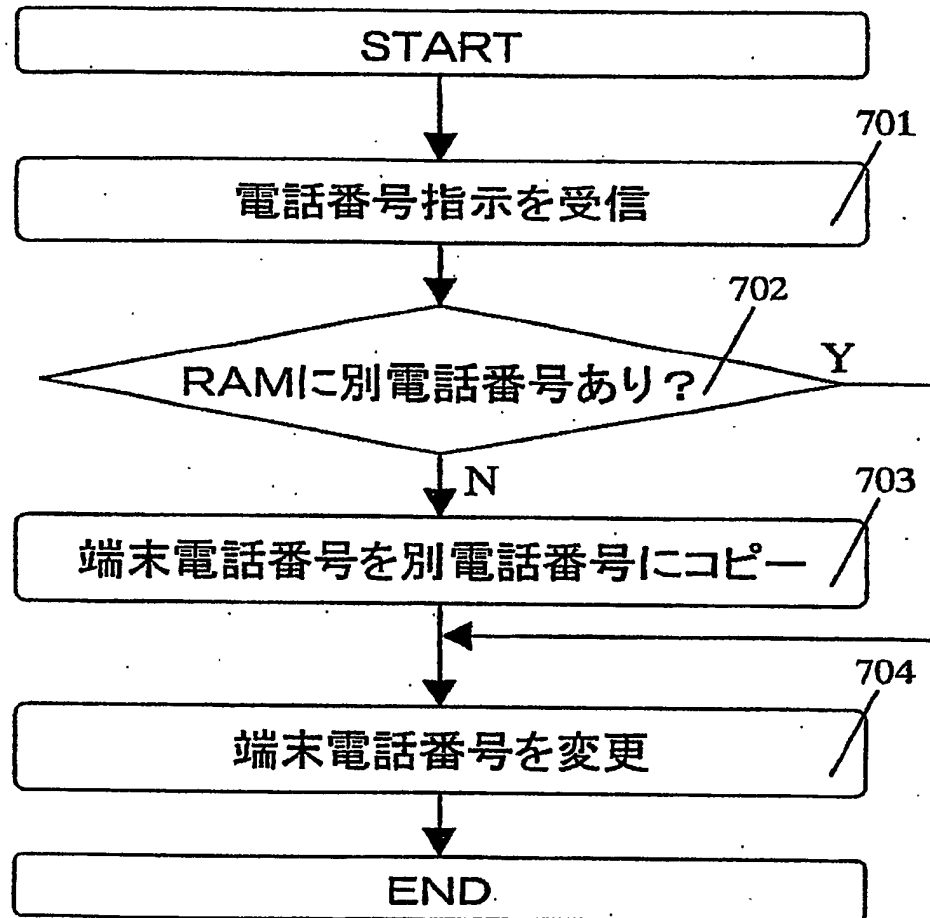 START
701
電話番号指示を受信
702
RAMに別電話番号あり?
Y
N
703
端末電話番号を別電話番号にコピー
704
端末電話番号を変更
END